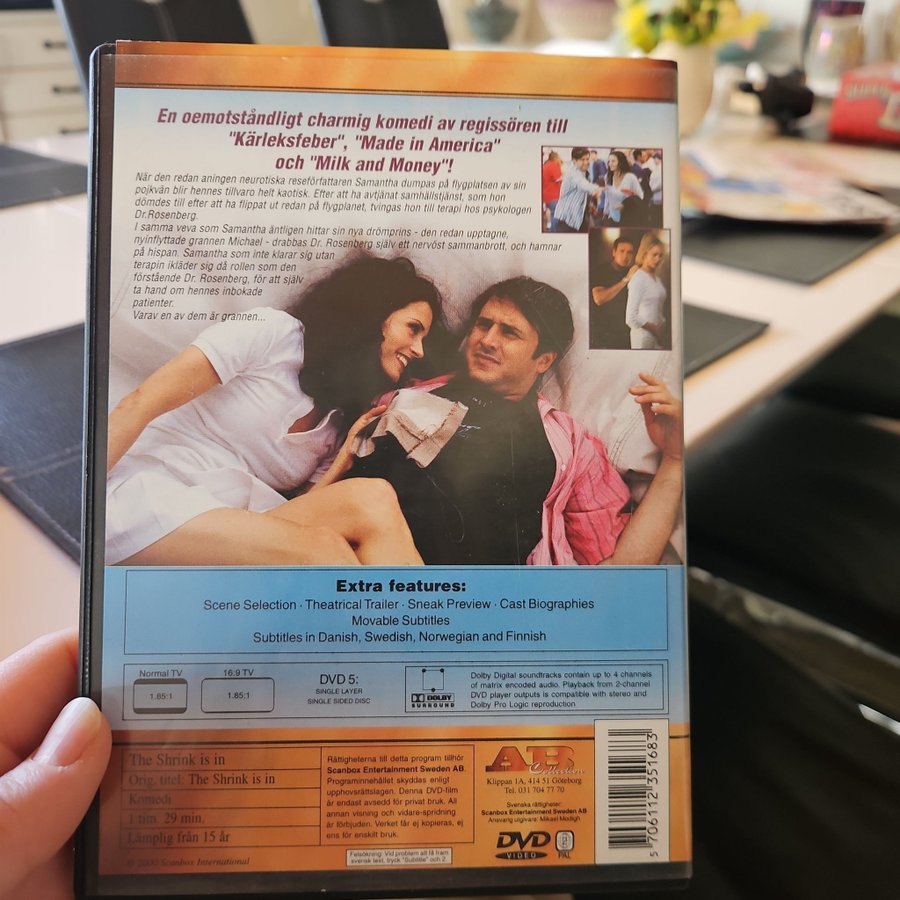 En oemotståndligt charmig komedi av regissören till
"Kärleksfeber", "Made in America"
och "Milk and Money"!
När den redan aningen neurotiska reseförfattaren Samantha dumpas på flygplatsen av sin
pojkvän blir hennes tillvaro helt kaotisk. Efter att ha avtjänat samhällstjänst, som hon
dömdes till efter att ha flippat ut redan på flygplanet, tvingas hon till terapi hos psykologen
Dr.Rosenberg.
I samma veva som Samantha äntligen hittar sin nya drömprins - den redan upptagne,
nyinflyttade grannen Michael - drabbas Dr. Rosenberg själv ett nervöst sammanbrott, och hamnar
på hispan. Samantha som inte klarar sig utan
terapin ikläder sig då rollen som den
förstående Dr. Rosenberg, för att själv
ta hand om hennes inbokade
patienter.
Varav en av dem är grannen...
Extra features:
Scene Selection · Theatrical Trailer · Sneak Preview · Cast Biographies
Movable Subtitles
Subtitles in Danish, Swedish, Norwegian and Finnish
Normal TV
1.85:1
16:9 TV
1.85:1
DVD 5:
SINGLE LAYER
SINGLE SIDED DISC
DOLBY
SURROUND
Dolby Digital soundtracks contain up to 4 channels
of matrix encoded audio. Playback from 2-channel
DVD player outputs is compatible with stereo and
Dolby Pro Logic reproduction
The Shrink is in
Orig. titel: The Shrink is in
Komedi
1 tim. 29 min.
Lämplig från 15 år
© 2000 Scanbox International
Rättigheterna till detta program tillhör
Scanbox Entertainment Sweden AB.
Programinnehållet skyddas enligt
upphovsrättslagen. Denna DVD-film
är endast avsedd för privat bruk. All
annan visning och vidare-spridning
är förbjuden. Verket får ej kopieras, ej
ens för enskilt bruk.
Felsökning: Vid problem att få fram
svensk text, tryck "Subtitle" och 2.
AB
Collection
Klippan 1A, 414 51 Göteborg
Tel. 031 704 77 70
Svenska rättigheter:
Scanbox Entertainment Sweden AB
Ansvarig utgivare: Mikael Modigh
DVD
VIDEO
2
PAL
5 706112 351683